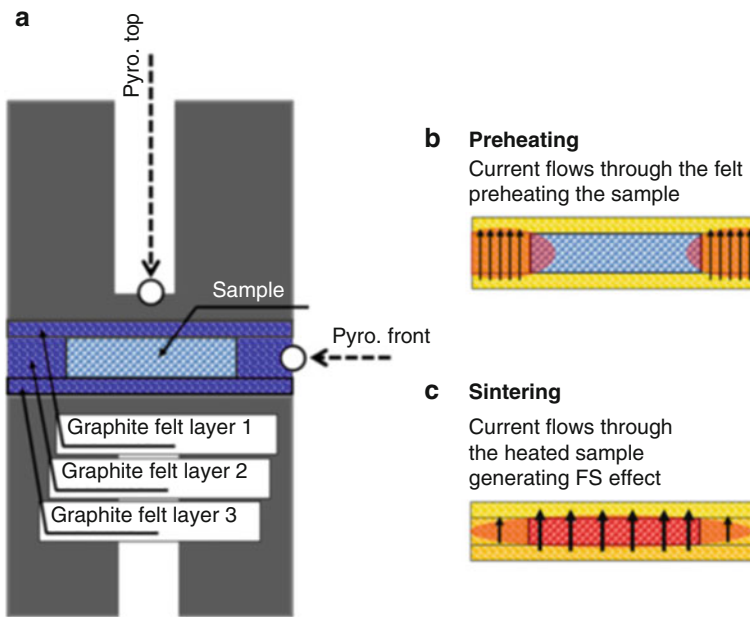 a
Pyro. top
Sample
Pyro. front
Graphite felt layer 1
Graphite felt layer 2
Graphite felt layer 3
b Preheating
Current flows through the felt
preheating the sample
c Sintering
Current flows through
the heated sample
generating FS effect